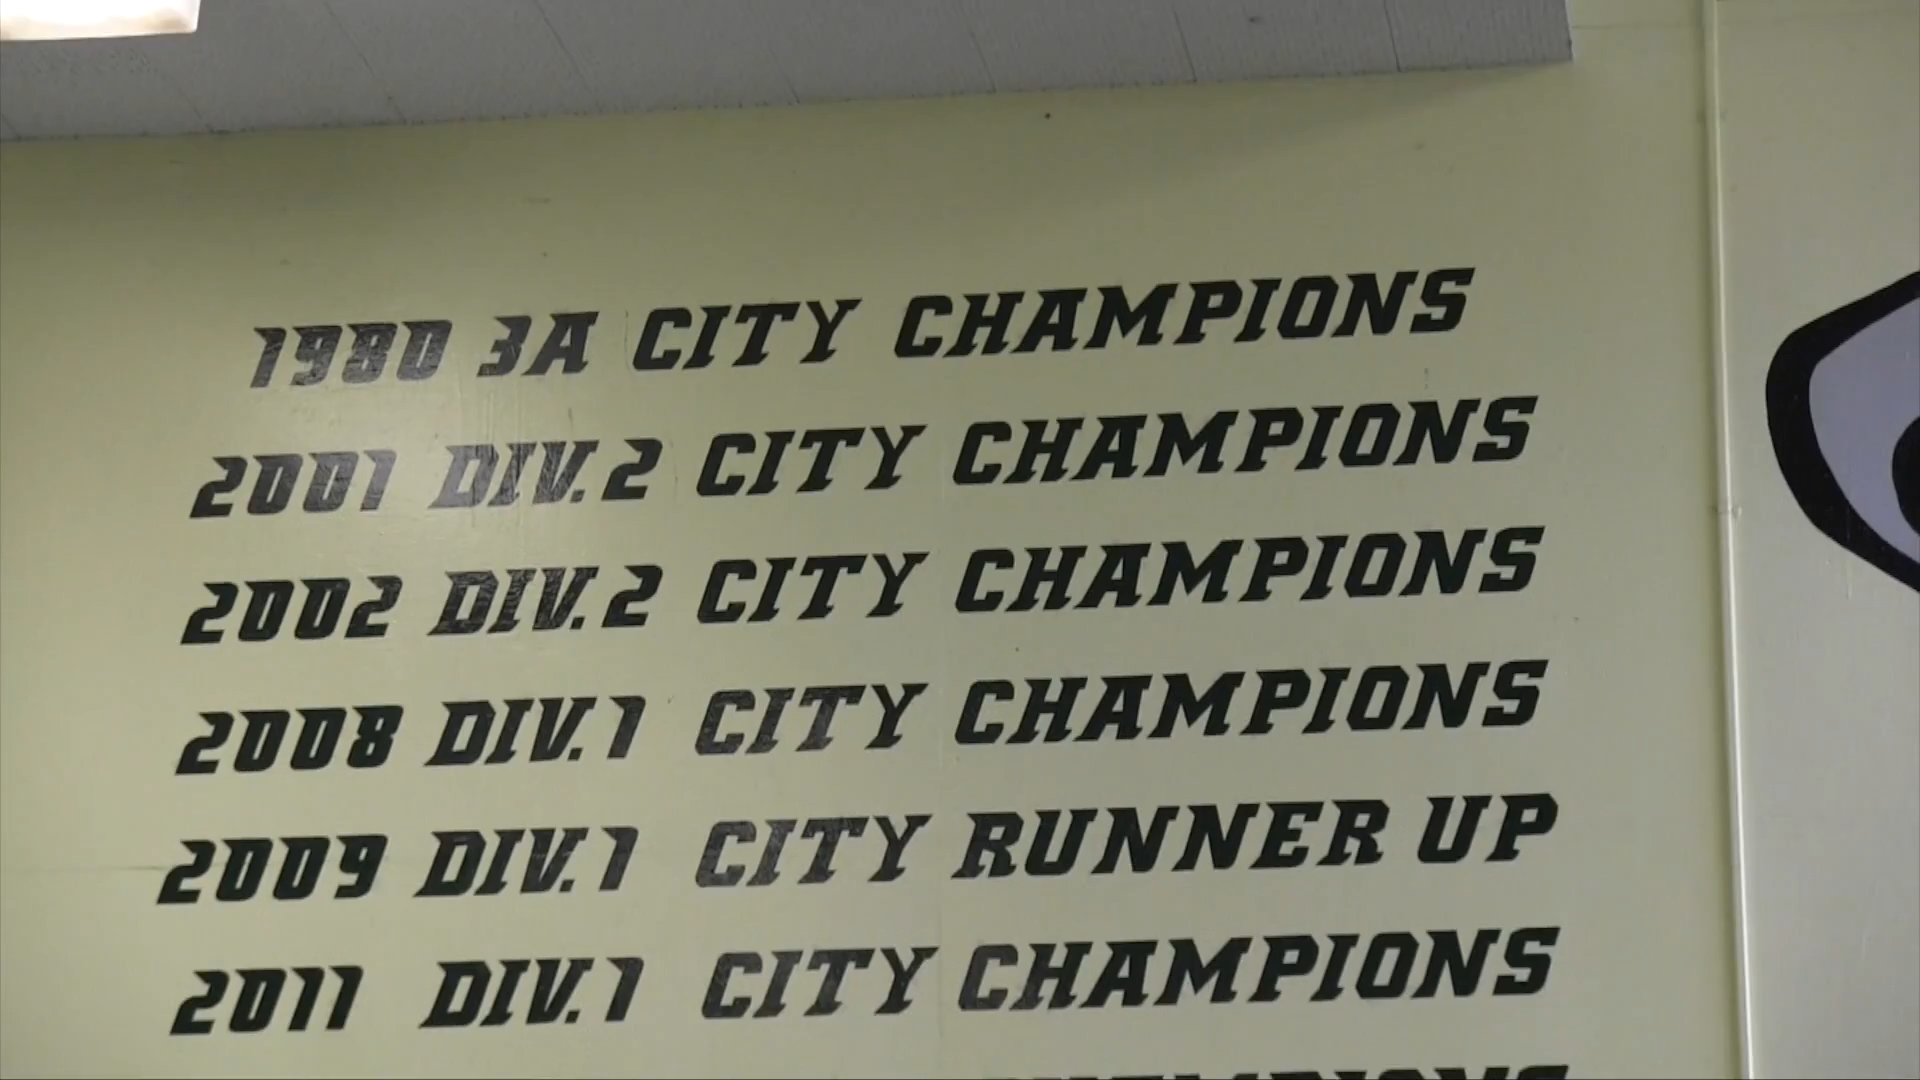 1980 3A CITY CHAMPIONS
2001 DIV.2 CITY CHAMPIONS
2002 DIV.2 CITY CHAMPIONS
2008 DIV.1 CITY CHAMPIONS
2009 DIV.1 CITY RUNNER UP
2011 DIV.1 CITY CHAMPIONS